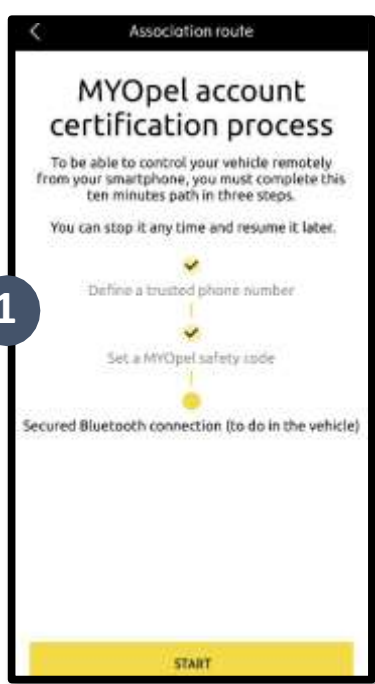 Association route
MYOpel account
certification process
To be able to control your vehicle remotely
from your smartphone, you must complete this
ten minutes path in three steps.
You can stop it any time and resume it later.
Define a trusted phone number
1
Set a MYOpel safety code
Secured Bluetooth connection (to do in the vehicle)
START